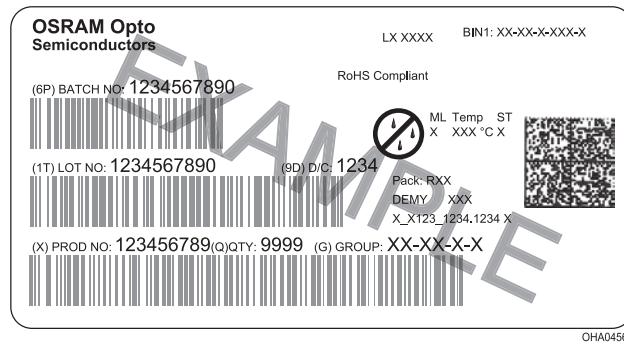 OSRAM Opto
Semiconductors
LX XXXX
BIN1: XX-XX-X-XXX-X
RoHS Compliant
(6P) BATCH NO: 1234567890
ML Temp ST
X XXX °C X
(1T) LOT NO: 1234567890 (9D) D/C: 1234
Pack: RXX
DEMY XXX
X_X123_1234.1234 X
(X) PROD NO: 123456789(Q)QTY: 9999 (G) GROUP: XX-XX-X-X
EXAMPLE